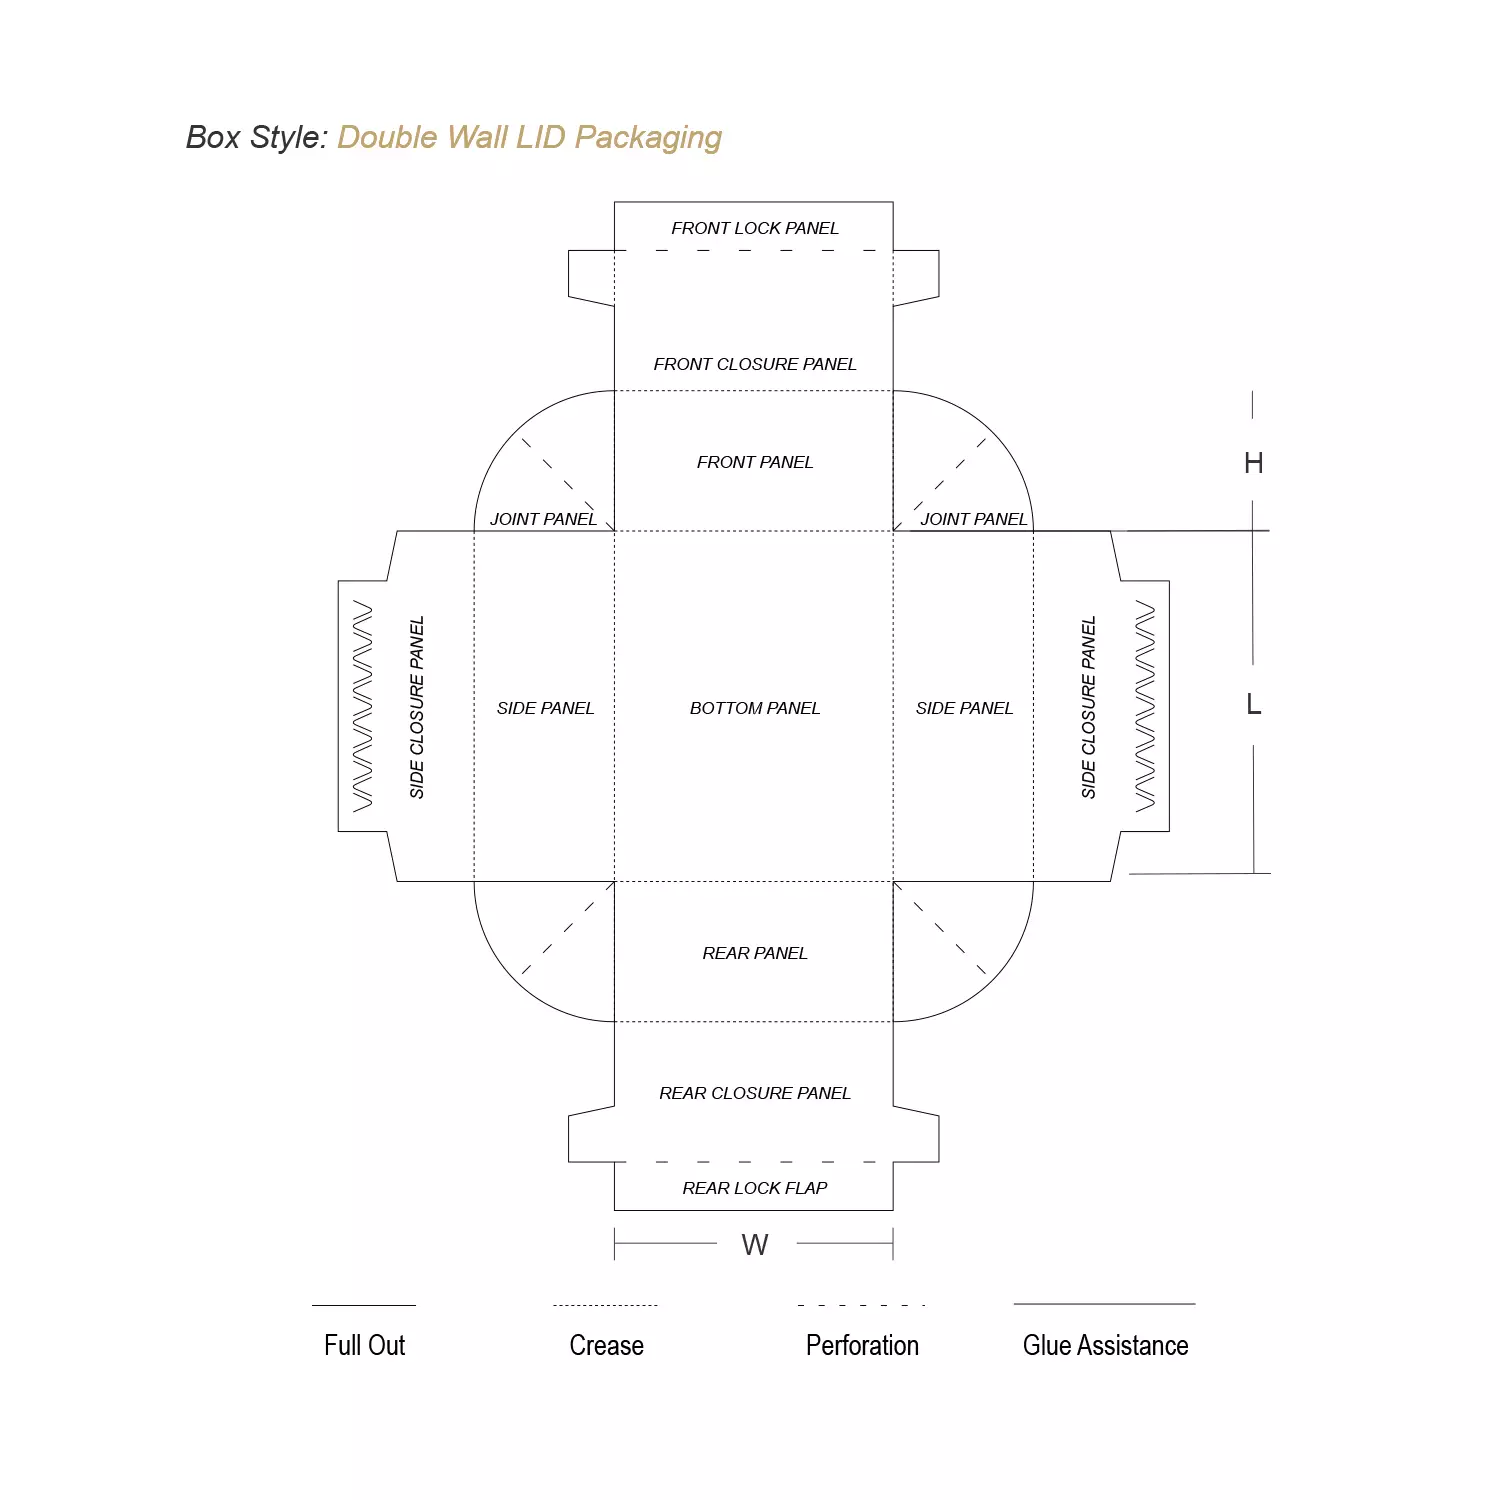 Box Style: Double Wall LID Packaging
FRONT LOCK PANEL
FRONT CLOSURE PANEL
FRONT PANEL
H
JOINT PANEL
JOINT PANEL
SIDE CLOSURE PANEL
SIDE PANEL
BOTTOM PANEL
SIDE PANEL
SIDE CLOSURE PANEL
L
REAR PANEL
REAR CLOSURE PANEL
REAR LOCK FLAP
W
Full Out
Crease
Perforation
Glue Assistance